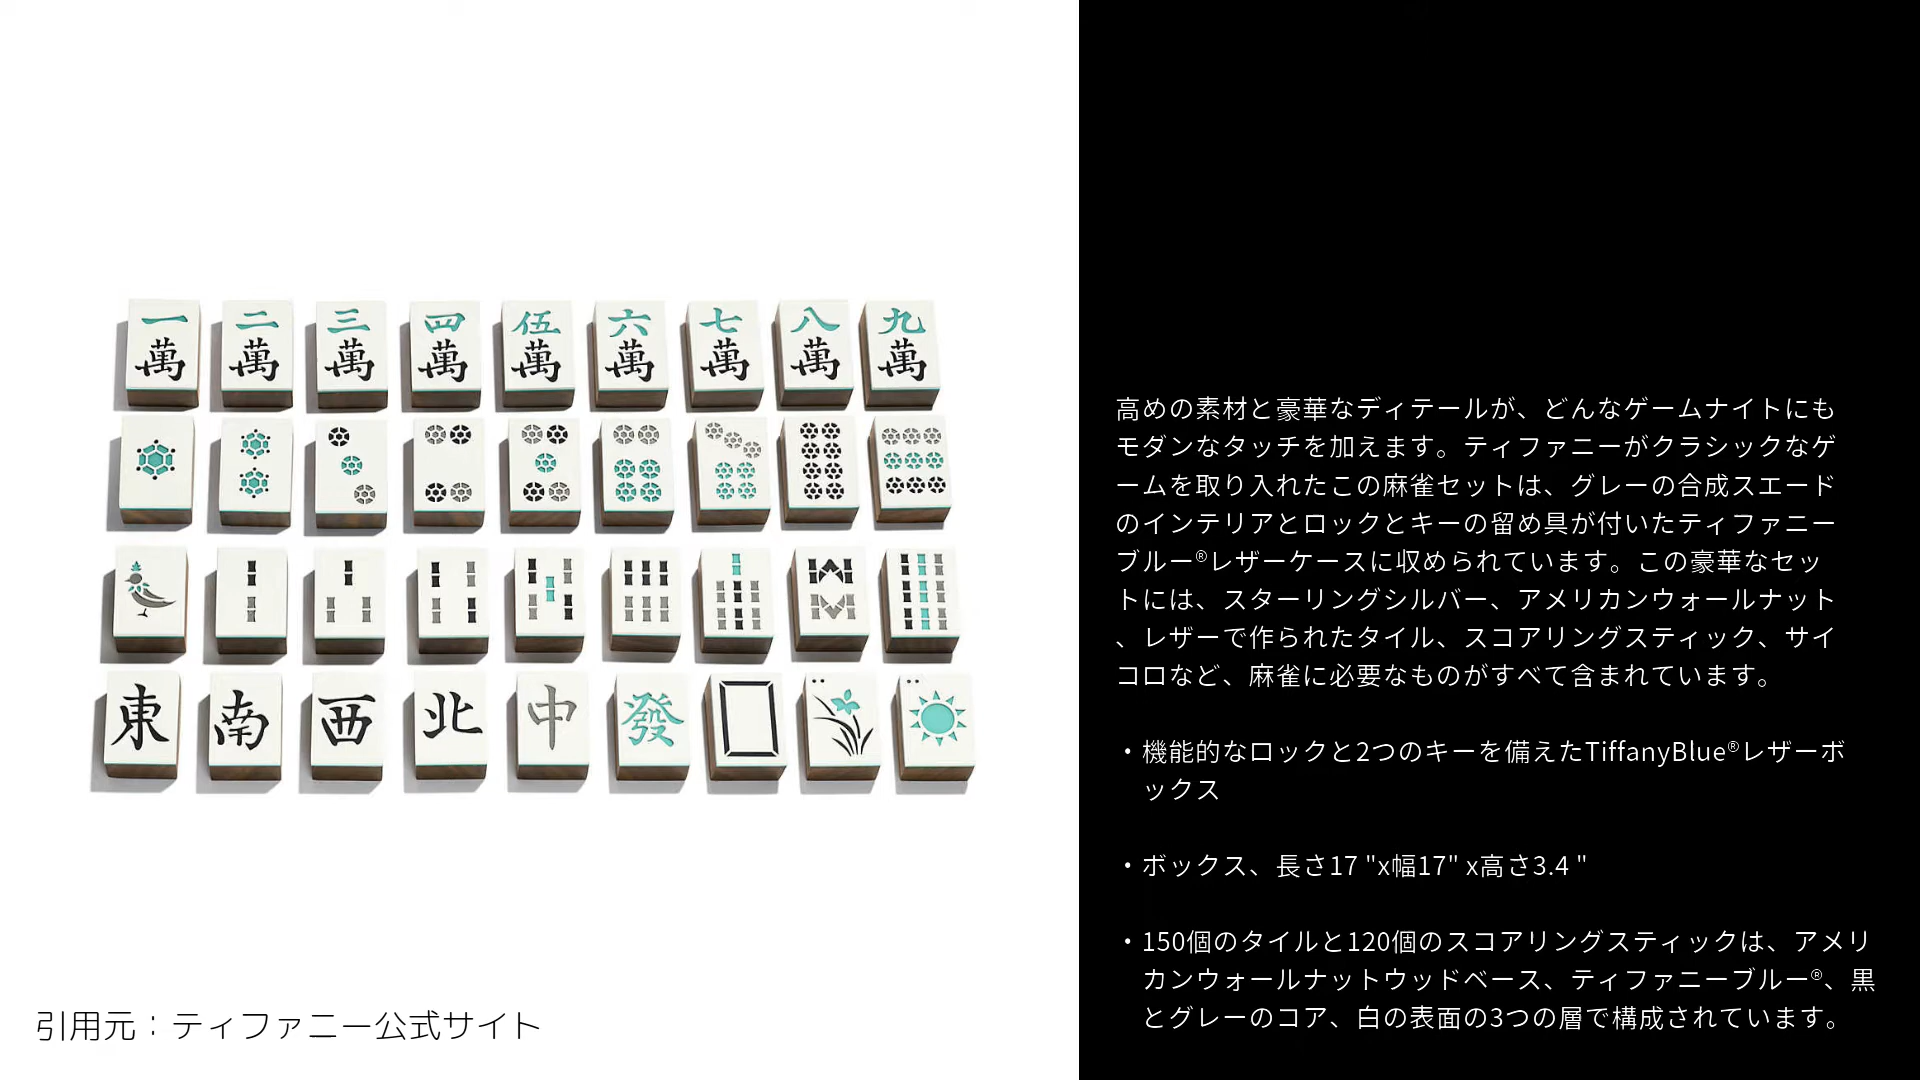 一 二 三 四 伍 六 七 八 九
萬 萬 萬 萬 萬 萬 萬 萬 萬
東 南 西 北 中 發
引用元：ティファニー公式サイト
高めの素材と豪華なディテールが、どんなゲームナイトにも
モダンなタッチを加えます。ティファニーがクラシックなゲ
ームを取り入れたこの麻雀セットは、グレーの合成スエード
のインテリアとロックとキーの留め具が付いたティファニー
ブルー®レザーケースに収められています。この豪華なセッ
トには、スターリングシルバー、アメリカンウォールナット
、レザーで作られたタイル、スコアリングスティック、サイ
コロなど、麻雀に必要なものがすべて含まれています。
・機能的なロックと2つのキーを備えたTiffanyBlue®レザーボ
ックス
・ボックス、長さ17 "x幅17" x高さ3.4 "
・150個のタイルと120個のスコアリングスティックは、アメリ
カンウォールナットウッドベース、ティファニーブルー®、黒
とグレーのコア、白の表面の3つの層で構成されています。